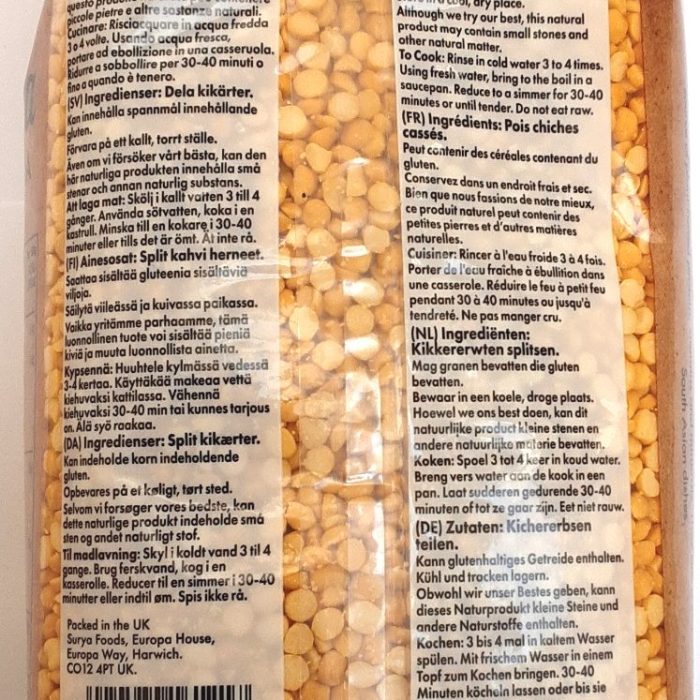 questo prodotto
piccole pietre e altre sostanze naturali.
Cucinare: Risciacquare in acqua fredda
3 o 4 volte. Usando acqua fresca,
portare ad ebollizione in una casseruola.
Ridurre a sobbollire per 30-40 minuti o
fino a quando è tenero.
(SV) Ingredienser: Dela kikärter.
Kan innehålla spannmål innehållande
gluten.
Förvara på ett kallt, torrt ställe.
Även om vi försöker vårt bästa, kan den
här naturliga produkten innehålla små
stenar och annan naturlig substans.
Att laga mat: Skölj i kallt vatten 3 till 4
gånger. Använda sötvatten, koka i en
kastrull. Minska till en kokare i 30-40
minuter eller tills det är ömt. Ät inte rå.
(FI) Ainesosat: Split kahvi herneet.
Saattaa sisältää gluteenia sisältäviä
viljoja.
Säilytä viileässä ja kuivassa paikassa.
Vaikka yritämme parhaamme, tämä
luonnollinen tuote voi sisältää pieniä
kiviä ja muuta luonnollista ainetta.
Kypsennä: Huuhtele kylmässä vedessä
3-4 kertaa. Käyttäkää makeaa vettä
kiehuvaksi kattilassa. Vähennä
kiehuvaksi 30-40 min tai kunnes tarjous
on. Älä syö raakaa.
(DA) Ingredienser: Split kikærter.
Kan indeholde korn indeholdende
gluten.
Opbevares på et køligt, tørt sted.
Selvom vi forsøger vores bedste, kan
dette naturlige produkt indeholde små
sten og andet naturligt stof.
Til madlavning: Skyl i koldt vand 3 til 4
gange. Brug ferskvand, kog i en
kasserolle. Reducer til en simmer i 30-40
minutter eller indtil øm. Spis ikke rå.
Packed in the UK
Surya Foods, Europa House,
Europa Way, Harwich.
CO12 4PT UK.
Store in a cool, dry place.
Although we try our best, this natural
product may contain small stones and
other natural matter.
To Cook: Rinse in cold water 3 to 4 times.
Using fresh water, bring to the boil in a
saucepan. Reduce to a simmer for 30-40
minutes or until tender. Do not eat raw.
(FR) Ingrédients: Pois chiches
cassés.
Peut contenir des céréales contenant du
gluten.
Conservez dans un endroit frais et sec.
Bien que nous fassions de notre mieux,
ce produit naturel peut contenir des
petites pierres et d'autres matières
naturelles.
Cuisiner: Rincer à l'eau froide 3 à 4 fois.
Porter de l'eau fraîche à ébullition dans
une casserole. Réduire le feu à petit feu
pendant 30 à 40 minutes ou jusqu'à
tendreté. Ne pas manger cru.
(NL) Ingrediënten:
Kikkererwten splitsen.
Mag granen bevatten die gluten
bevatten.
Bewaar in een koele, droge plaats.
Hoewel we ons best doen, kan dit
natuurlijke product kleine stenen en
andere natuurlijke materie bevatten.
Koken: Spoel 3 tot 4 keer in koud water.
Breng vers water aan de kook in een
pan. Laat sudderen gedurende 30-40
minuten of tot ze gaar zijn. Eet niet rauw.
(DE) Zutaten: Kichererbsen
teilen.
Kann glutenhaltiges Getreide enthalten.
Kühl und trocken lagern.
Obwohl wir unser Bestes geben, kann
dieses Naturprodukt kleine Steine und
andere Naturstoffe enthalten.
Kochen: 3 bis 4 mal in kaltem Wasser
spülen. Mit frischem Wasser in einem
Topf zum Kochen bringen. 30-40
Minuten köcheln lassen oder bis sie
South Asian dishes.